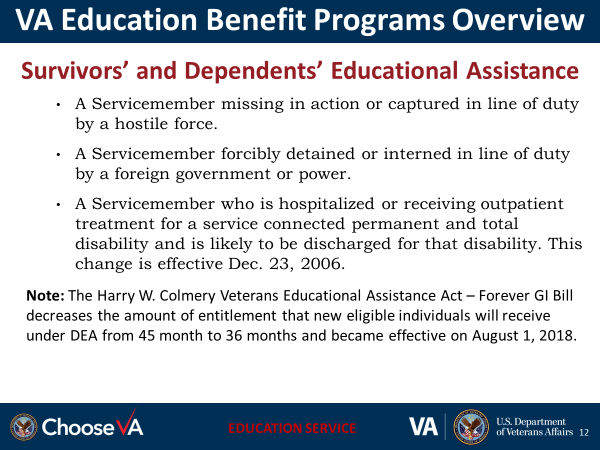 VA Education Benefit Programs Overview
Survivors’ and Dependents’ Educational Assistance
• A Servicemember missing in action or captured in line of duty
by a hostile force.
• A Servicemember forcibly detained or interned in line of duty
by a foreign government or power.
• A Servicemember who is hospitalized or receiving outpatient
treatment for a service connected permanent and total
disability and is likely to be discharged for that disability. This
change is effective Dec. 23, 2006.
Note: The Harry W. Colmery Veterans Educational Assistance Act – Forever GI Bill
decreases the amount of entitlement that new eligible individuals will receive
under DEA from 45 month to 36 months and became effective on August 1, 2018.
Choose VA
EDUCATION SERVICE
VA
U.S. Department
of Veterans Affairs
12